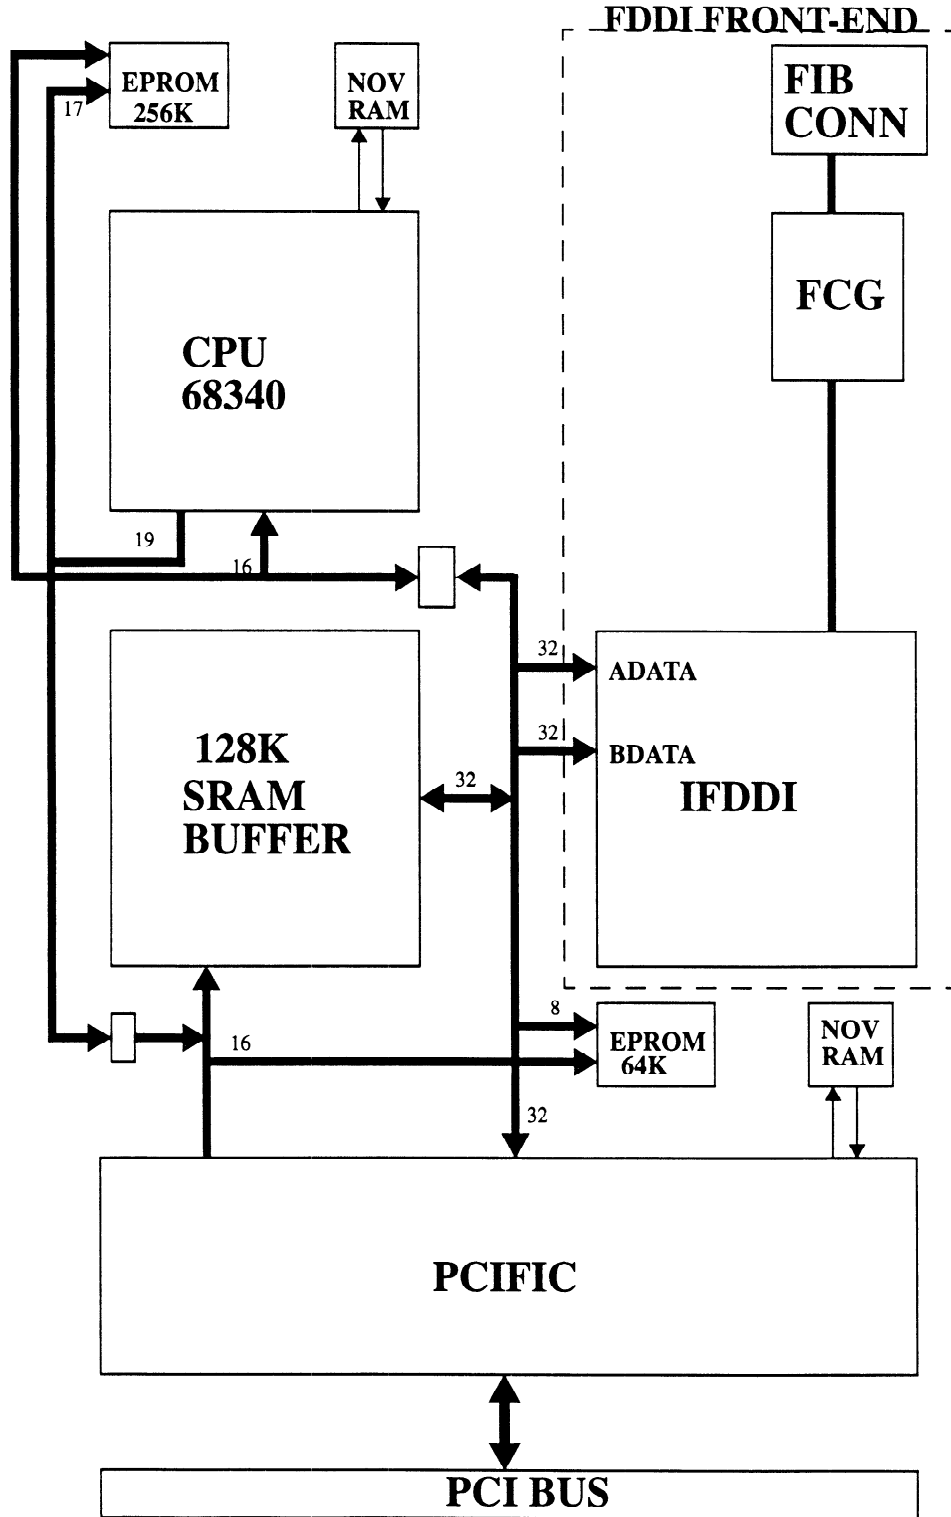 FDDI FRONT-END
EPROM
256K
17
NOV
RAM
FIB
CONN
FCG
CPU
68340
19
16
32
ADATA
32
BDATA
IFDDI
128K
SRAM
BUFFER
32
8
EPROM
64K
NOV
RAM
16
32
PCIFIC
PCI BUS